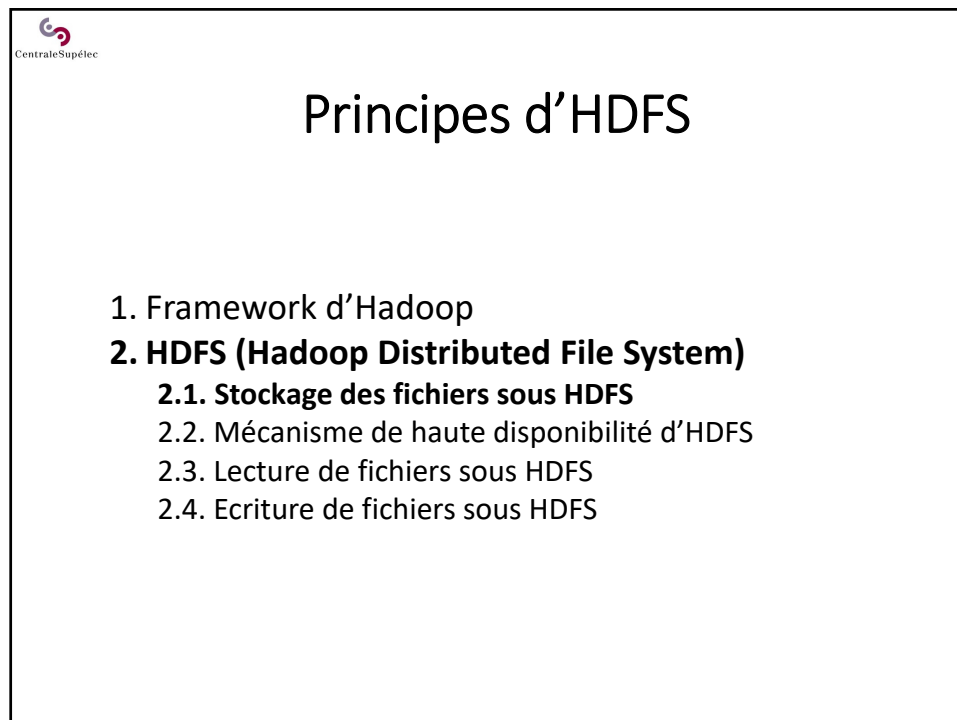 CentraleSupélec
Principes d’HDFS
1. Framework d’Hadoop
2. HDFS (Hadoop Distributed File System)
2.1. Stockage des fichiers sous HDFS
2.2. Mécanisme de haute disponibilité d’HDFS
2.3. Lecture de fichiers sous HDFS
2.4. Ecriture de fichiers sous HDFS